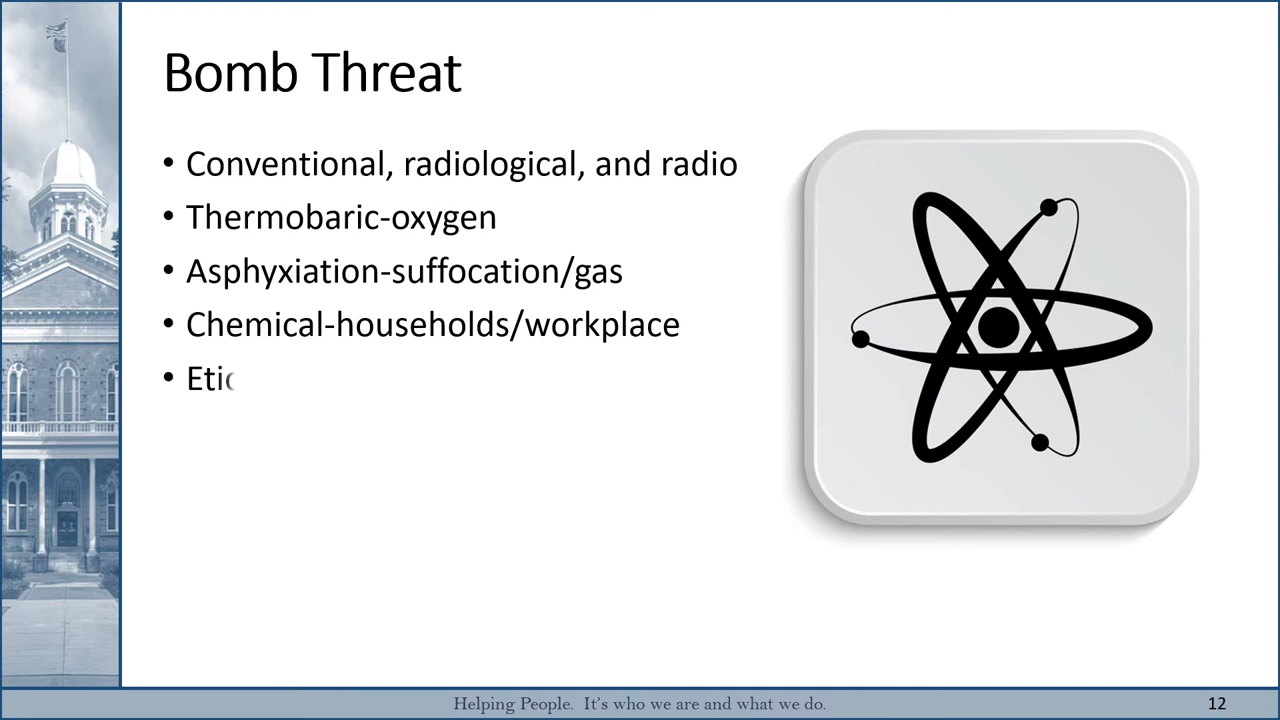 Bomb Threat
• Conventional, radiological, and radio
• Thermobaric-oxygen
• Asphyxiation-suffocation/gas
• Chemical-households/workplace
Helping People. It's who we are and what we do.
12